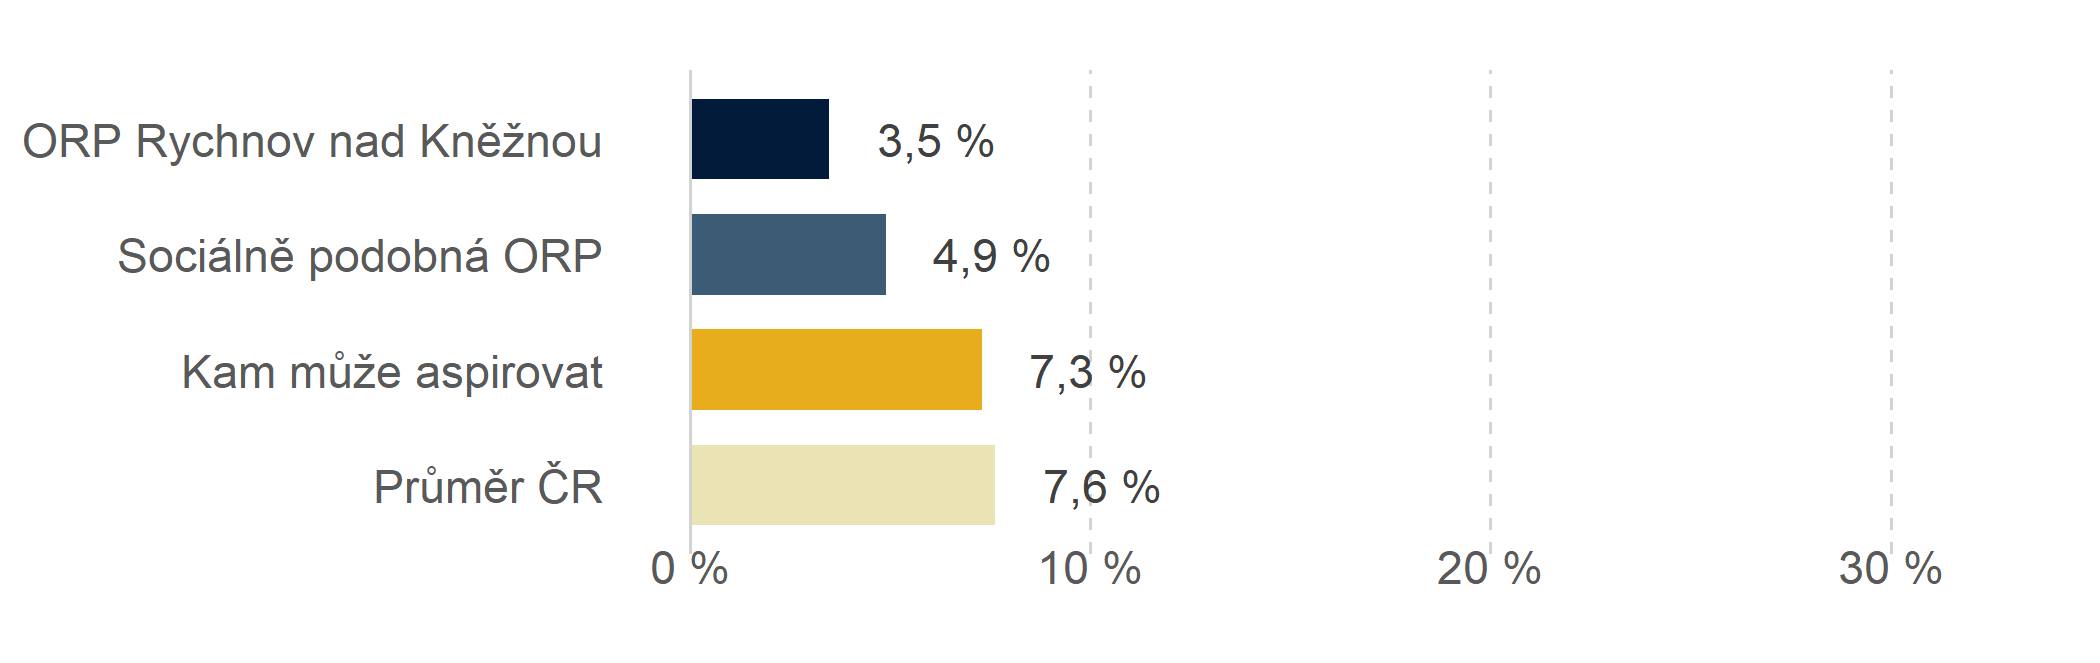 ORP Rychnov nad Kněžnou 3,5 %
Sociálně podobná ORP 4,9 %
Kam může aspirovat 7,3 %
Průměr ČR 7,6 %
0 % 10 % 20 % 30 %